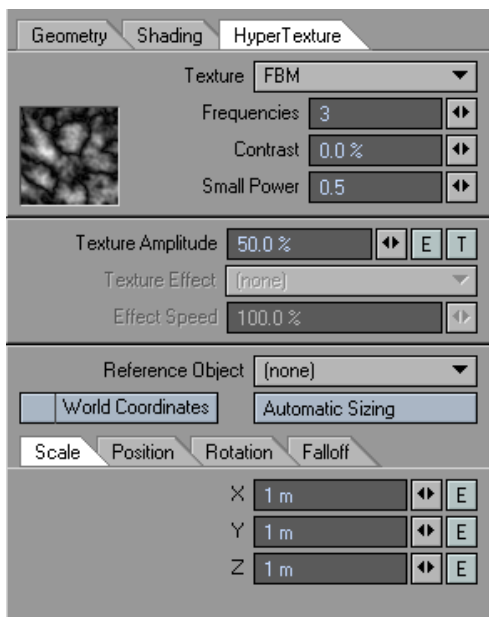 Geometry Shading HyperTexture
Texture FBM
Frequencies 3
Contrast 0.0 %
Small Power 0.5
Texture Amplitude 50.0 % E T
Texture Effect (none)
Effect Speed 100.0 %
Reference Object (none)
World Coordinates Automatic Sizing
Scale Position Rotation Falloff
X 1 m E
Y 1 m E
Z 1 m E